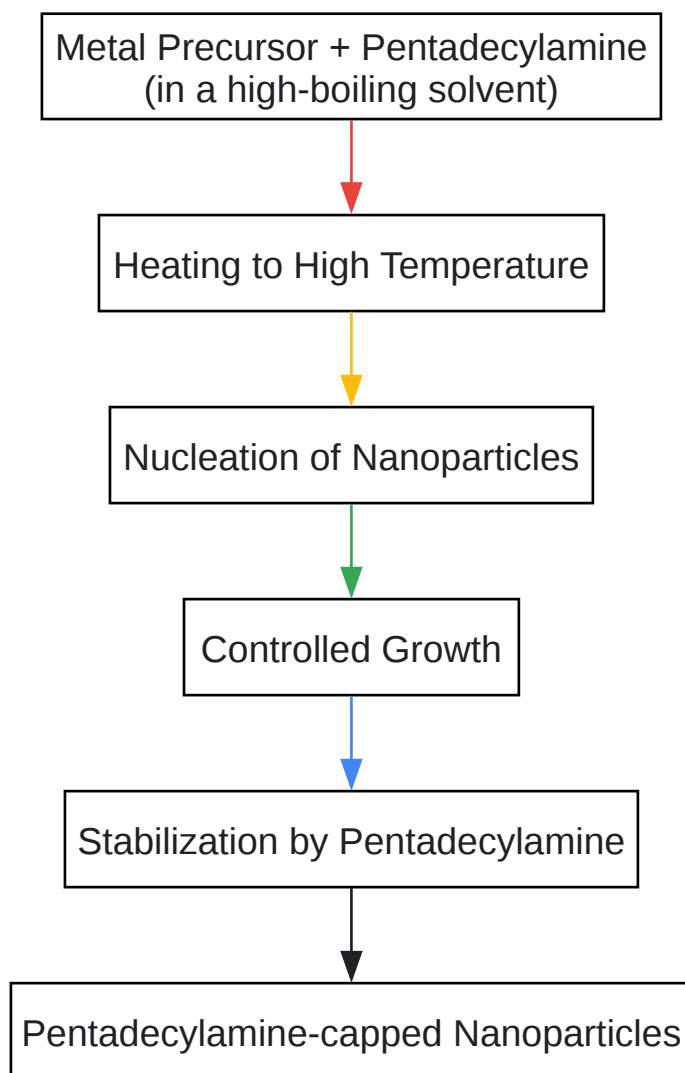 Metal Precursor + Pentadecylamine
(in a high-boiling solvent)
Heating to High Temperature
Nucleation of Nanoparticles
Controlled Growth
Stabilization by Pentadecylamine
Pentadecylamine-capped Nanoparticles